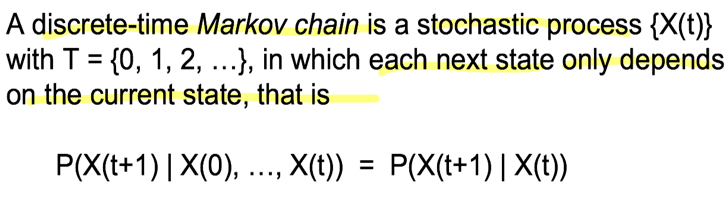 A discrete-time Markov chain is a stochastic process {X(t)}
with T = {0, 1, 2, …}, in which each next state only depends
on the current state, that is
P(X(t+1) | X(0), …, X(t)) = P(X(t+1) | X(t))